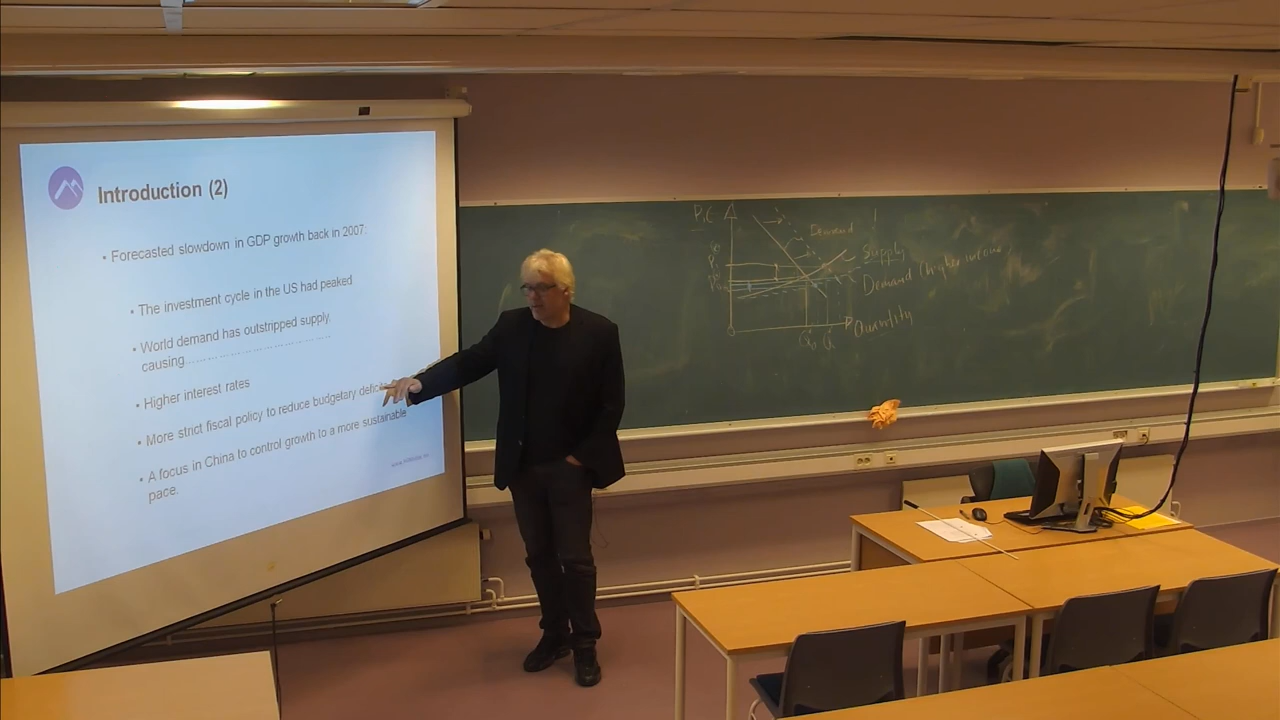 Introduction (2)
• Forecasted slowdown in GDP growth back in 2007:
• The investment cycle in the US had peaked
• World demand has outstripped supply,
causing..............................
• Higher interest rates
• More strict fiscal policy to reduce budgetary
• A focus in China to control growth to a more sustainable
pace.
P,C
Demand
Supply
Demand (higher income)
Quantity